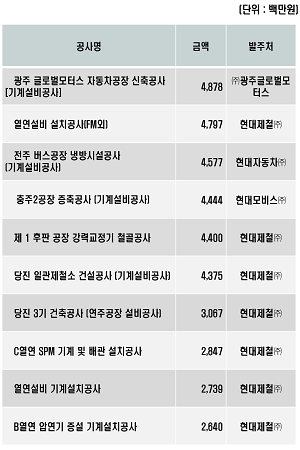 (단위 : 백만원)
공사명 금액 발주처
광주 글로벌모터스 자동차공장 신축공사
(기계설비공사) 4,878 ㈜광주글로벌모
터스
열연설비 설치공사(FM외) 4,797 현대제철㈜
전주 버스공장 냉방시설공사
(기계설비공사) 4,577 현대자동차㈜
충주2공장 증축공사 (기계설비공사) 4,444 현대모비스㈜
제 1 후판 공장 강력교정기 철골공사 4,400 현대제철㈜
당진 일관제철소 건설공사 (기계설비공사) 4,375 현대제철㈜
당진 3기 건축공사 (연주공장 설비공사) 3,067 현대제철㈜
C열연 SPM 기계 및 배관 설치공사 2,847 현대제철㈜
열연설비 기계설치공사 2,739 현대제철㈜
B열연 압연기 증설 기계설치공사 2,640 현대제철㈜